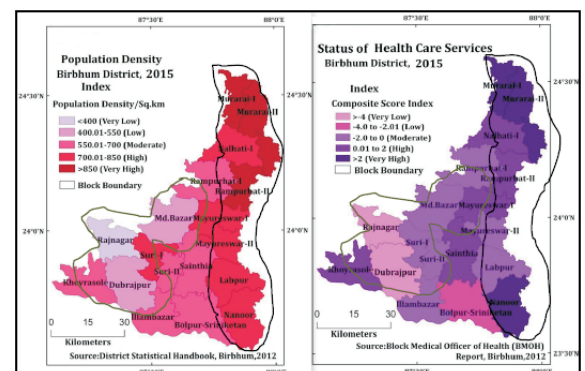 87°30'E
88°0'E
Population Density
Birbhum District, 2015
Index
Population Density/Sq.km
<400 (Very Low)
400.01-550 (Low)
550.01-700 (Moderate)
700.01-850 (High)
>850 (Very High)
Block Boundary
24°30'N
24°0'N
Murarai-I
Murarai-II
Nalhati-I
Rampurhat-I
Rampurhat-II
Md.Bazar
Mayureswar-I
Rajnagar
Mayureswar-II
Suri-I
Suri-II
Sainthia
Khoyrasole
Dubrajpur
Labpur
Illambazar
Nanoor
Bolpur-Sriniketan
0 15 30
Kilometers
Source:District Statistical Handbook, Birbhum,2012
87°30'E
88°0'E
Status of Health Care Services
Birbhum District, 2015
Index
Composite Score Index
>-4 (Very Low)
-4.0 to -2.01 (Low)
-2.0 to 0 (Moderate)
0.01 to 2 (High)
>2 (Very High)
Block Boundary
24°30'N
24°0'N
23°30'N
Murarai-I
Murarai-II
Nalhati-I
Rampurhat-I
Rampurhat-II
Md.Bazar
Mayureswar-I
Rajnagar
Mayureswar-II
Suri-I
Suri-II
Sainthia
Khoyrasole
Dubrajpur
Labpur
Illambazar
Nanoor
Bolpur-Sriniketan
0 15 30
Kilometers
Source:Block Medical Officer of Health (BMOH)
Report, Birbhum,2012